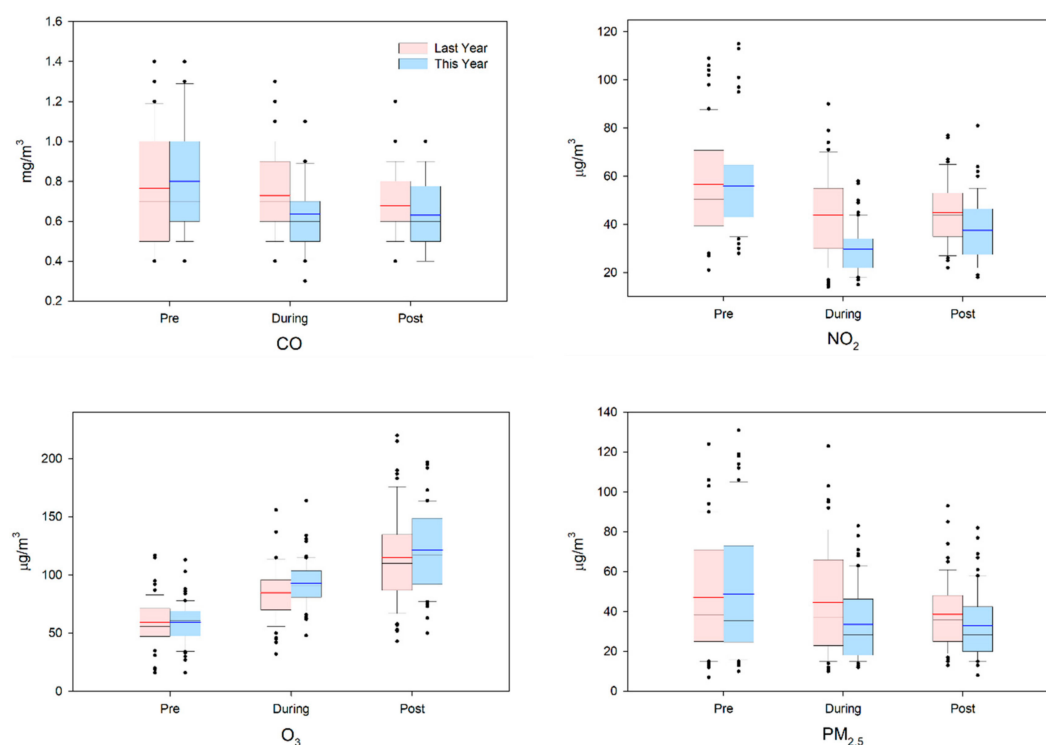 1.6
1.4
1.2
1.0
0.8
0.6
0.4
0.2
mg/m³
Last Year
This Year
Pre
During
Post
CO
120
100
80
60
40
20
µg/m³
Pre
During
Post
NO₂
200
150
100
50
0
µg/m³
Pre
During
Post
O₃
140
120
100
80
60
40
20
0
µg/m³
Pre
During
Post
PM₂.₅